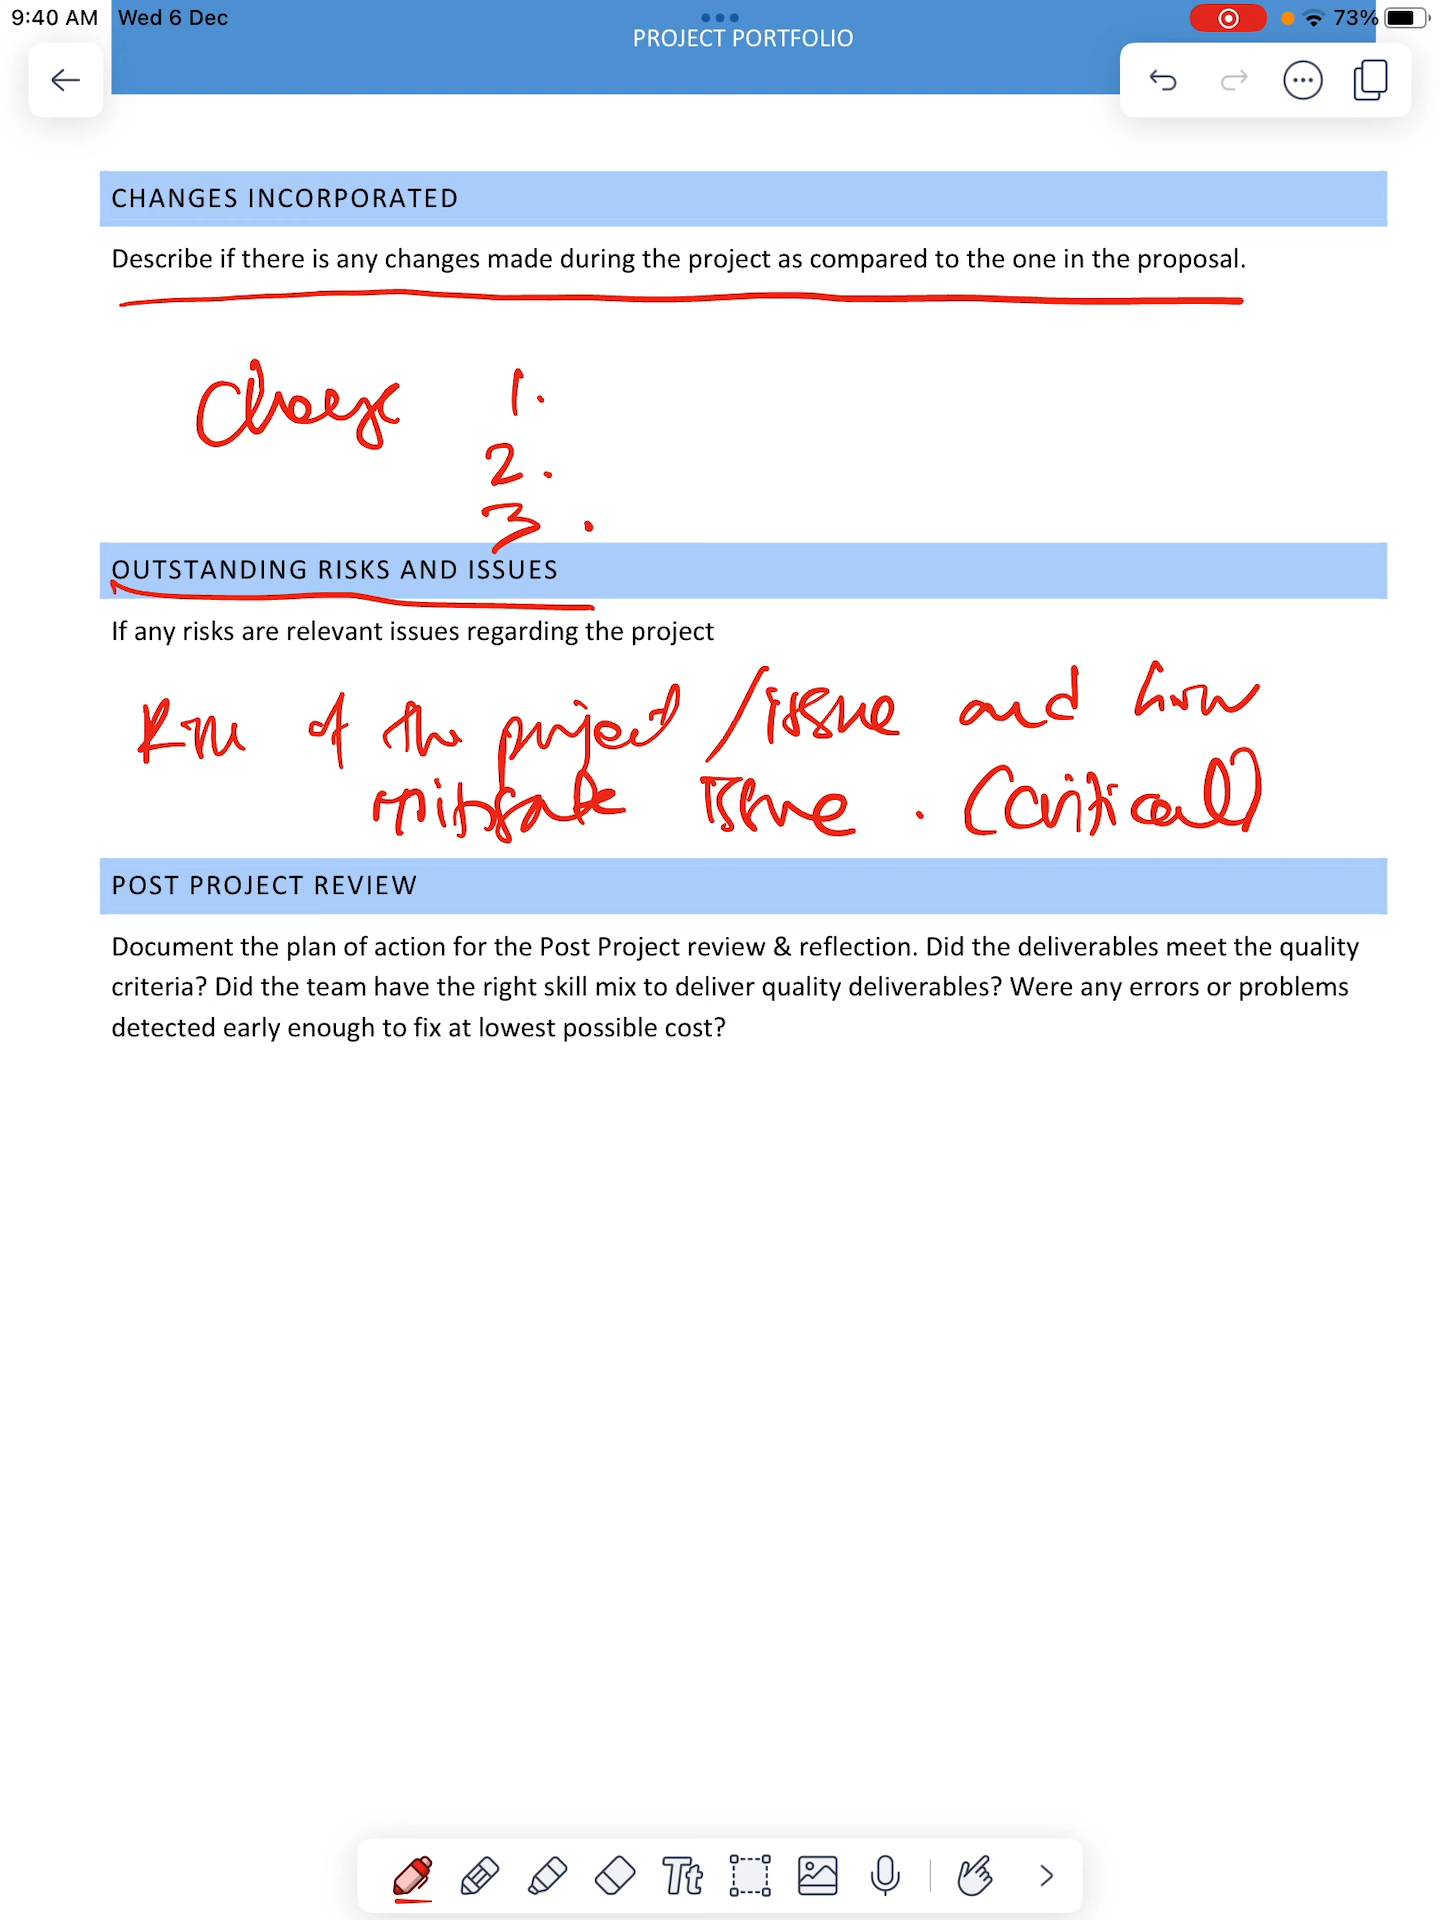 9:40 AM Wed 6 Dec
73%
PROJECT PORTFOLIO
CHANGES INCORPORATED
Describe if there is any changes made during the project as compared to the one in the proposal.
Change 1.
2.
3.
OUTSTANDING RISKS AND ISSUES
If any risks are relevant issues regarding the project
of the project / issue and how
mitigate issue. (critical)
POST PROJECT REVIEW
Document the plan of action for the Post Project review & reflection. Did the deliverables meet the quality
criteria? Did the team have the right skill mix to deliver quality deliverables? Were any errors or problems
detected early enough to fix at lowest possible cost?
Tt